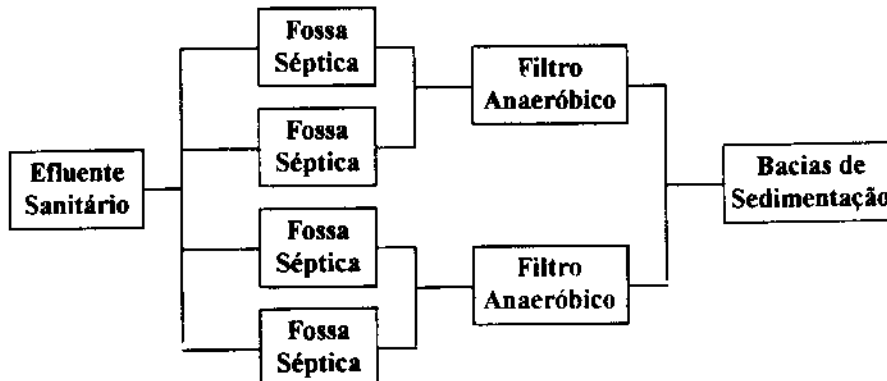 Fossa
Séptica
Filtro
Anaeróbico
Fossa
Séptica
Efluente
Sanitário
Bacias de
Sedimentação
Fossa
Séptica
Filtro
Anaeróbico
Fossa
Séptica